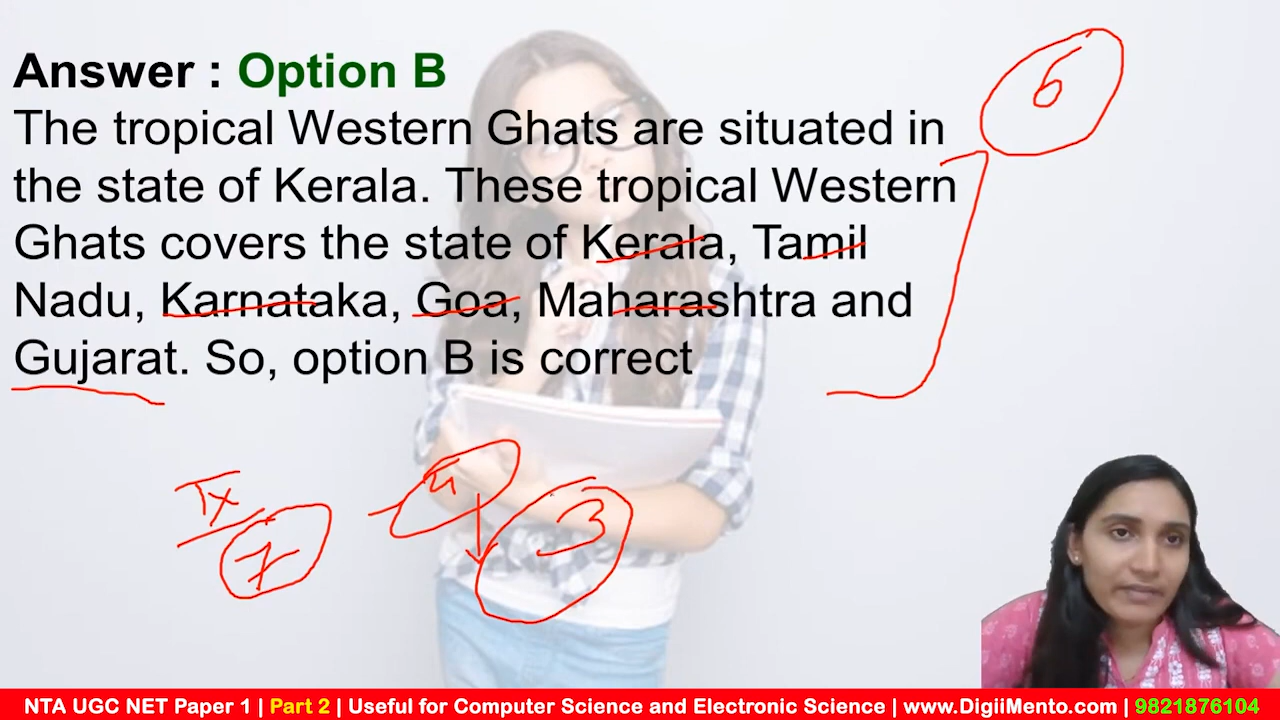 Answer : Option B
The tropical Western Ghats are situated in
the state of Kerala. These tropical Western
Ghats covers the state of Kerala, Tamil
Nadu, Karnataka, Goa, Maharashtra and
Gujarat. So, option B is correct
6
7
3
NTA UGC NET Paper 1 | Part 2 | Useful for Computer Science and Electronic Science | www.DigiiMento.com | 9821876104